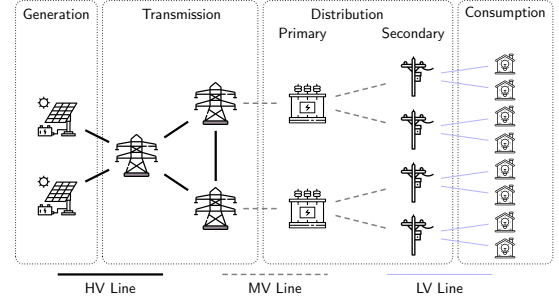 Generation
Transmission
Distribution
Consumption
Primary
Secondary
HV Line
MV Line
LV Line